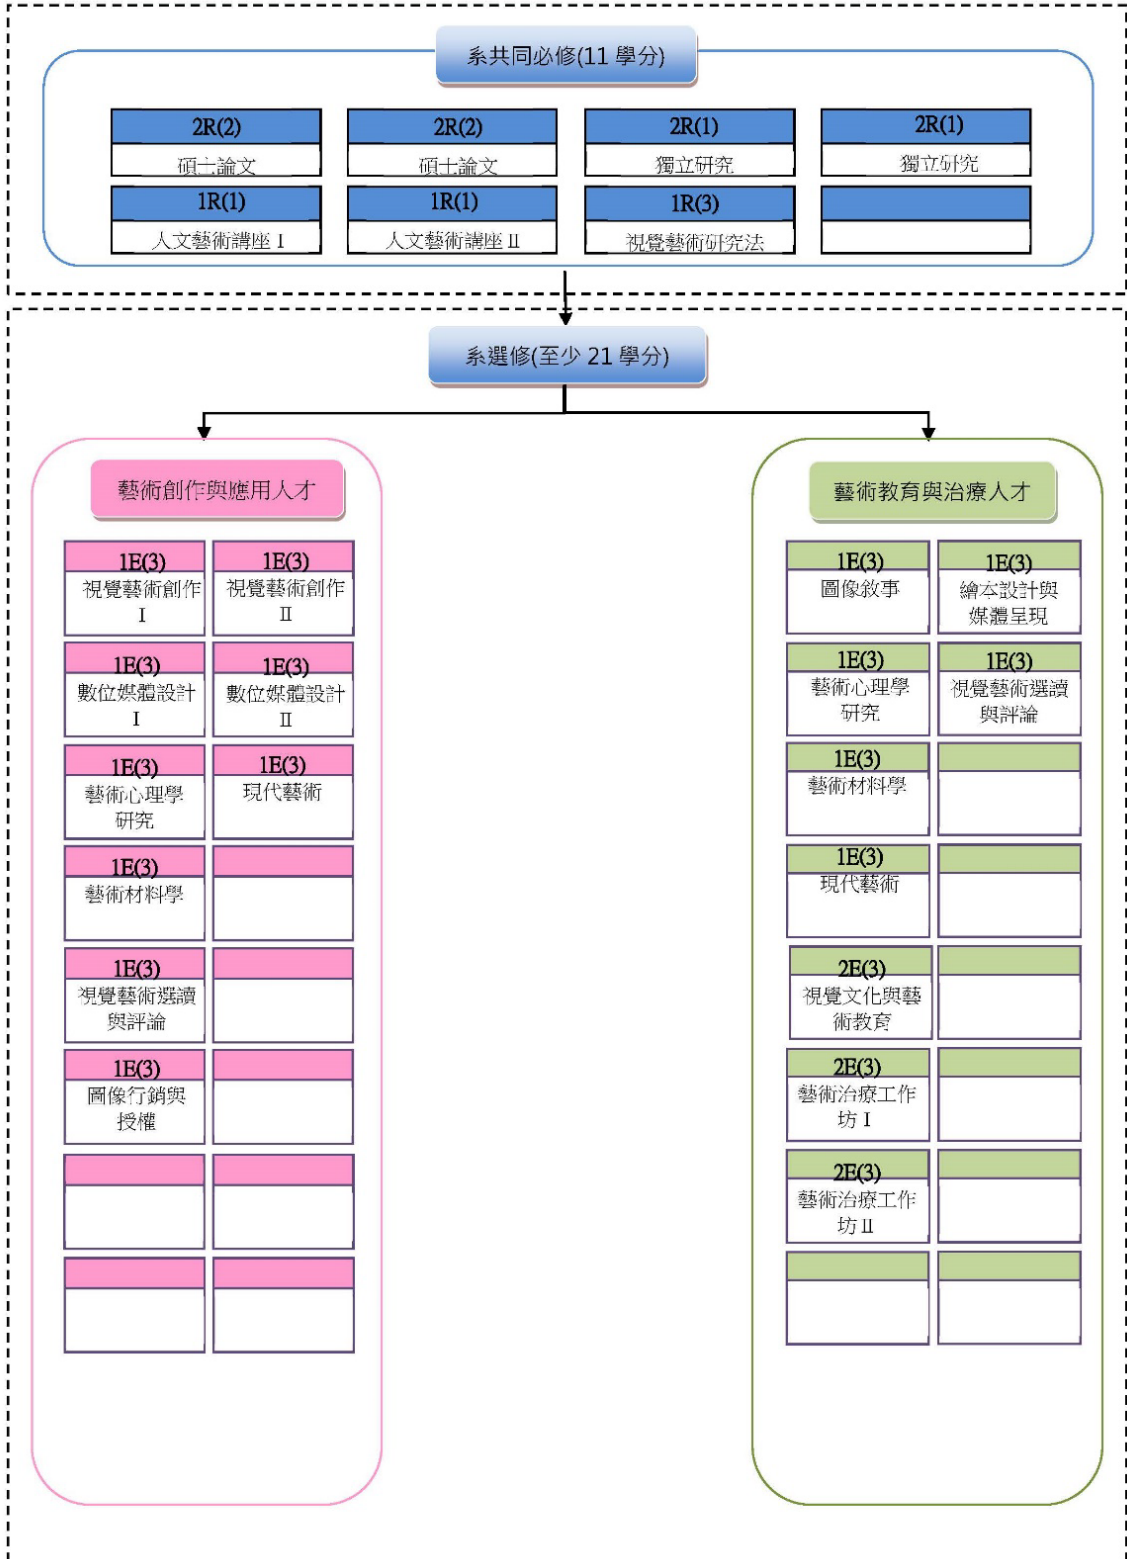 系共同必修(11 學分)
2R(2)
碩士論文
2R(2)
碩士論文
2R(1)
獨立研究
2R(1)
獨立研究
1R(1)
人文藝術講座 I
1R(1)
人文藝術講座 II
1R(3)
視覺藝術研究法
系選修(至少 21 學分)
藝術創作與應用人才
1E(3)
視覺藝術創作
I
1E(3)
視覺藝術創作
II
1E(3)
數位媒體設計
I
1E(3)
數位媒體設計
II
1E(3)
藝術心理學
研究
1E(3)
現代藝術
1E(3)
藝術材料學
1E(3)
視覺藝術選讀
與評論
1E(3)
圖像行銷與
授權
藝術教育與治療人才
1E(3)
圖像敘事
1E(3)
繪本設計與
媒體呈現
1E(3)
藝術心理學
研究
1E(3)
視覺藝術選讀
與評論
1E(3)
藝術材料學
1E(3)
現代藝術
2E(3)
視覺文化與藝
術教育
2E(3)
藝術治療工作
坊 I
2E(3)
藝術治療工作
坊 II